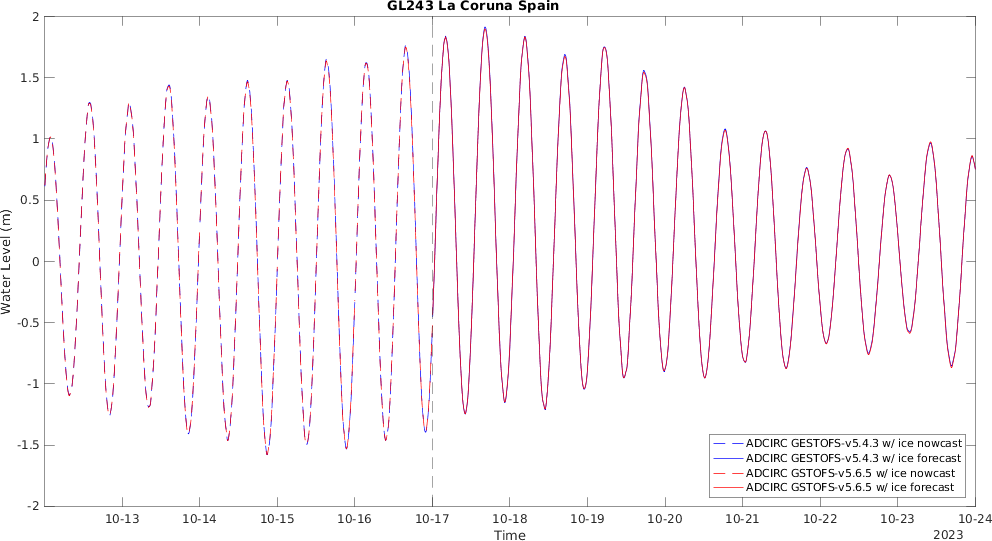 GL243 La Coruna Spain
2
1.5
1
0.5
0
-0.5
-1
-1.5
-2
Water Level (m)
ADCIRC GESTOFS-v5.4.3 w/ ice nowcast
ADCIRC GESTOFS-v5.4.3 w/ ice forecast
ADCIRC GSTOFS-v5.6.5 w/ ice nowcast
ADCIRC GSTOFS-v5.6.5 w/ ice forecast
10-13 10-14 10-15 10-16 10-17 10-18 10-19 10-20 10-21 10-22 10-23 10-24
Time
2023